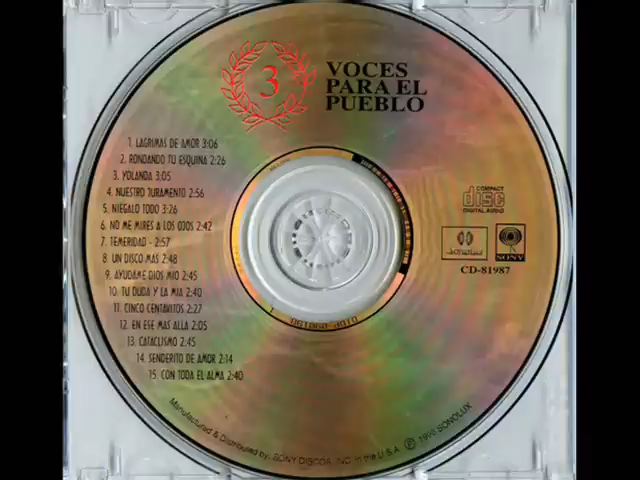 3
VOCES
PARA EL
PUEBLO
1. LAGRIMAS DE AMOR 3:06
2. RONDANDO TU ESQUINA 2:26
3. YOLANDA 3:05
4. NUESTRO JURAMENTO 2:56
5. NIEGALO TODO 3:26
6. NO ME MIRES A LOS OJOS 2:42
7. TEMERIDAD - 2:57
8. UN DISCO MAS 2:48
9. AYUDAME DIOS MIO 2:45
10. TU DUDA Y LA MIA 2:40
11. CINCO CENTAVITOS 2:27
12. EN ESE MAS ALLA 2:05
13. CATACLISMO 2:45
14. SENDERITO DE AMOR 2:14
15. CON TODA EL ALMA 2:40
COMPACT
disc
DIGITAL AUDIO
SONY
CD-81987
Manufactured & Distributed by, SONY DISCOS, INC. in the U.S.A. Ⓟ SONOLUX